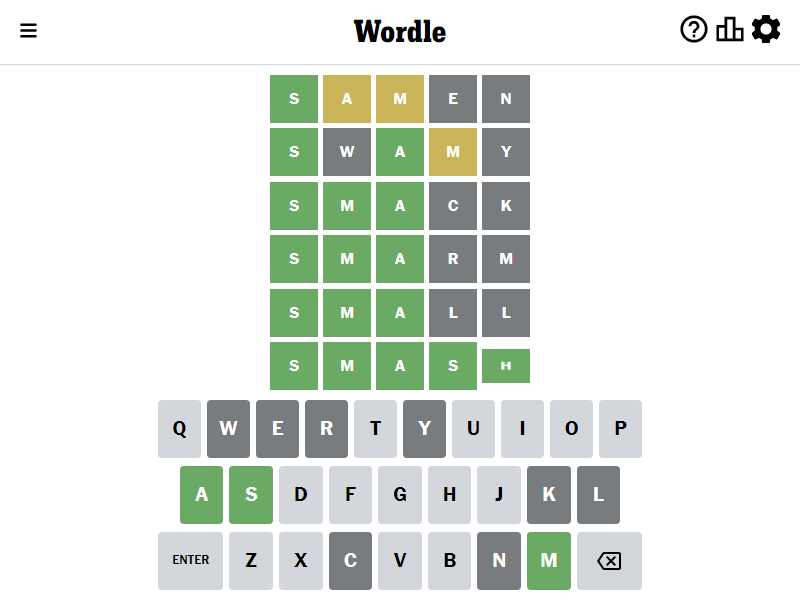 Wordle
S A M E N
S W A M Y
S M A C K
S M A R M
S M A L L
S M A S H
Q W E R T Y U I O P
A S D F G H J K L
ENTER Z X C V B N M